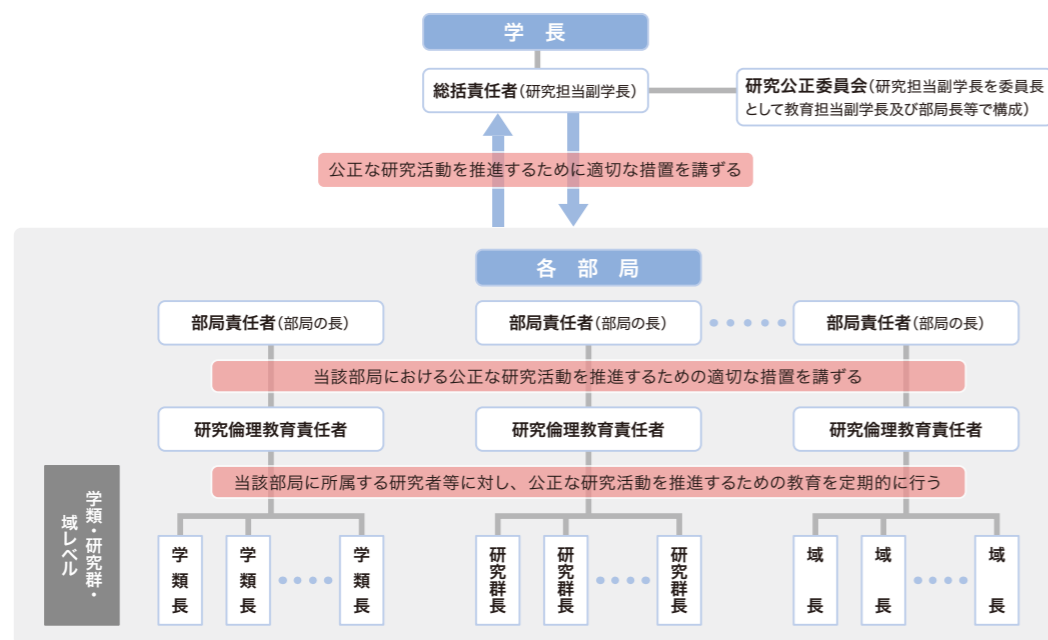 学長
総括責任者(研究担当副学長)
研究公正委員会(研究担当副学長を委員長
として教育担当副学長及び部局長等で構成)
公正な研究活動を推進するために適切な措置を講ずる
各部局
部局責任者(部局の長)
部局責任者(部局の長)
部局責任者(部局の長)
当該部局における公正な研究活動を推進するための適切な措置を講ずる
研究倫理教育責任者
研究倫理教育責任者
研究倫理教育責任者
当該部局に所属する研究者等に対し、公正な研究活動を推進するための教育を定期的に行う
学類・研究群・
域レベル
学類長
学類長
学類長
研究群長
研究群長
研究群長
域長
域長
域長